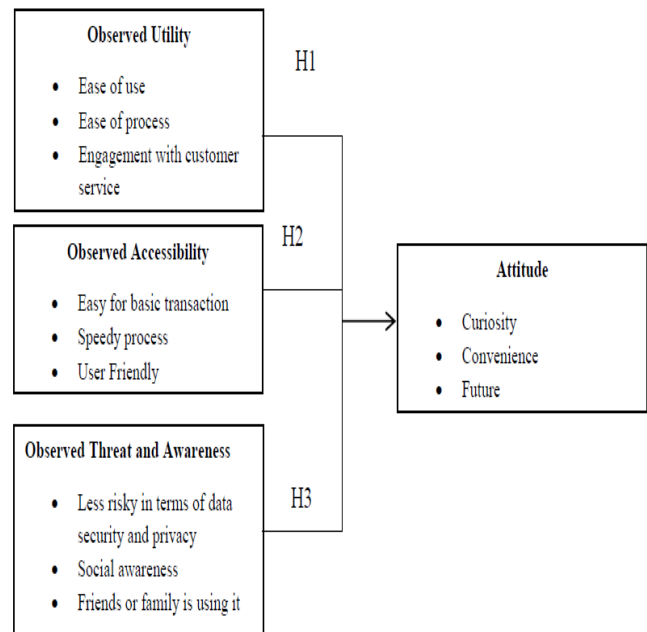 Observed Utility
• Ease of use
• Ease of process
• Engagement with customer
service
H1
Observed Accessibility
• Easy for basic transaction
• Speedy process
• User Friendly
H2
Observed Threat and Awareness
• Less risky in terms of data
security and privacy
• Social awareness
• Friends or family is using it
H3
Attitude
• Curiosity
• Convenience
• Future